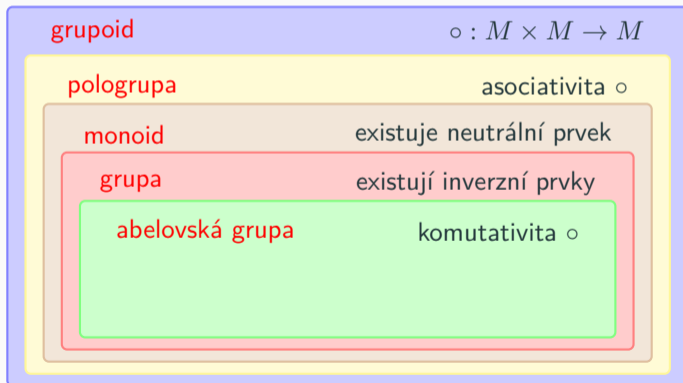 grupoid ∘ : M × M → M
pologrupa asociativita ∘
monoid existuje neutrální prvek
grupa existují inverzní prvky
abelovská grupa komutativita ∘